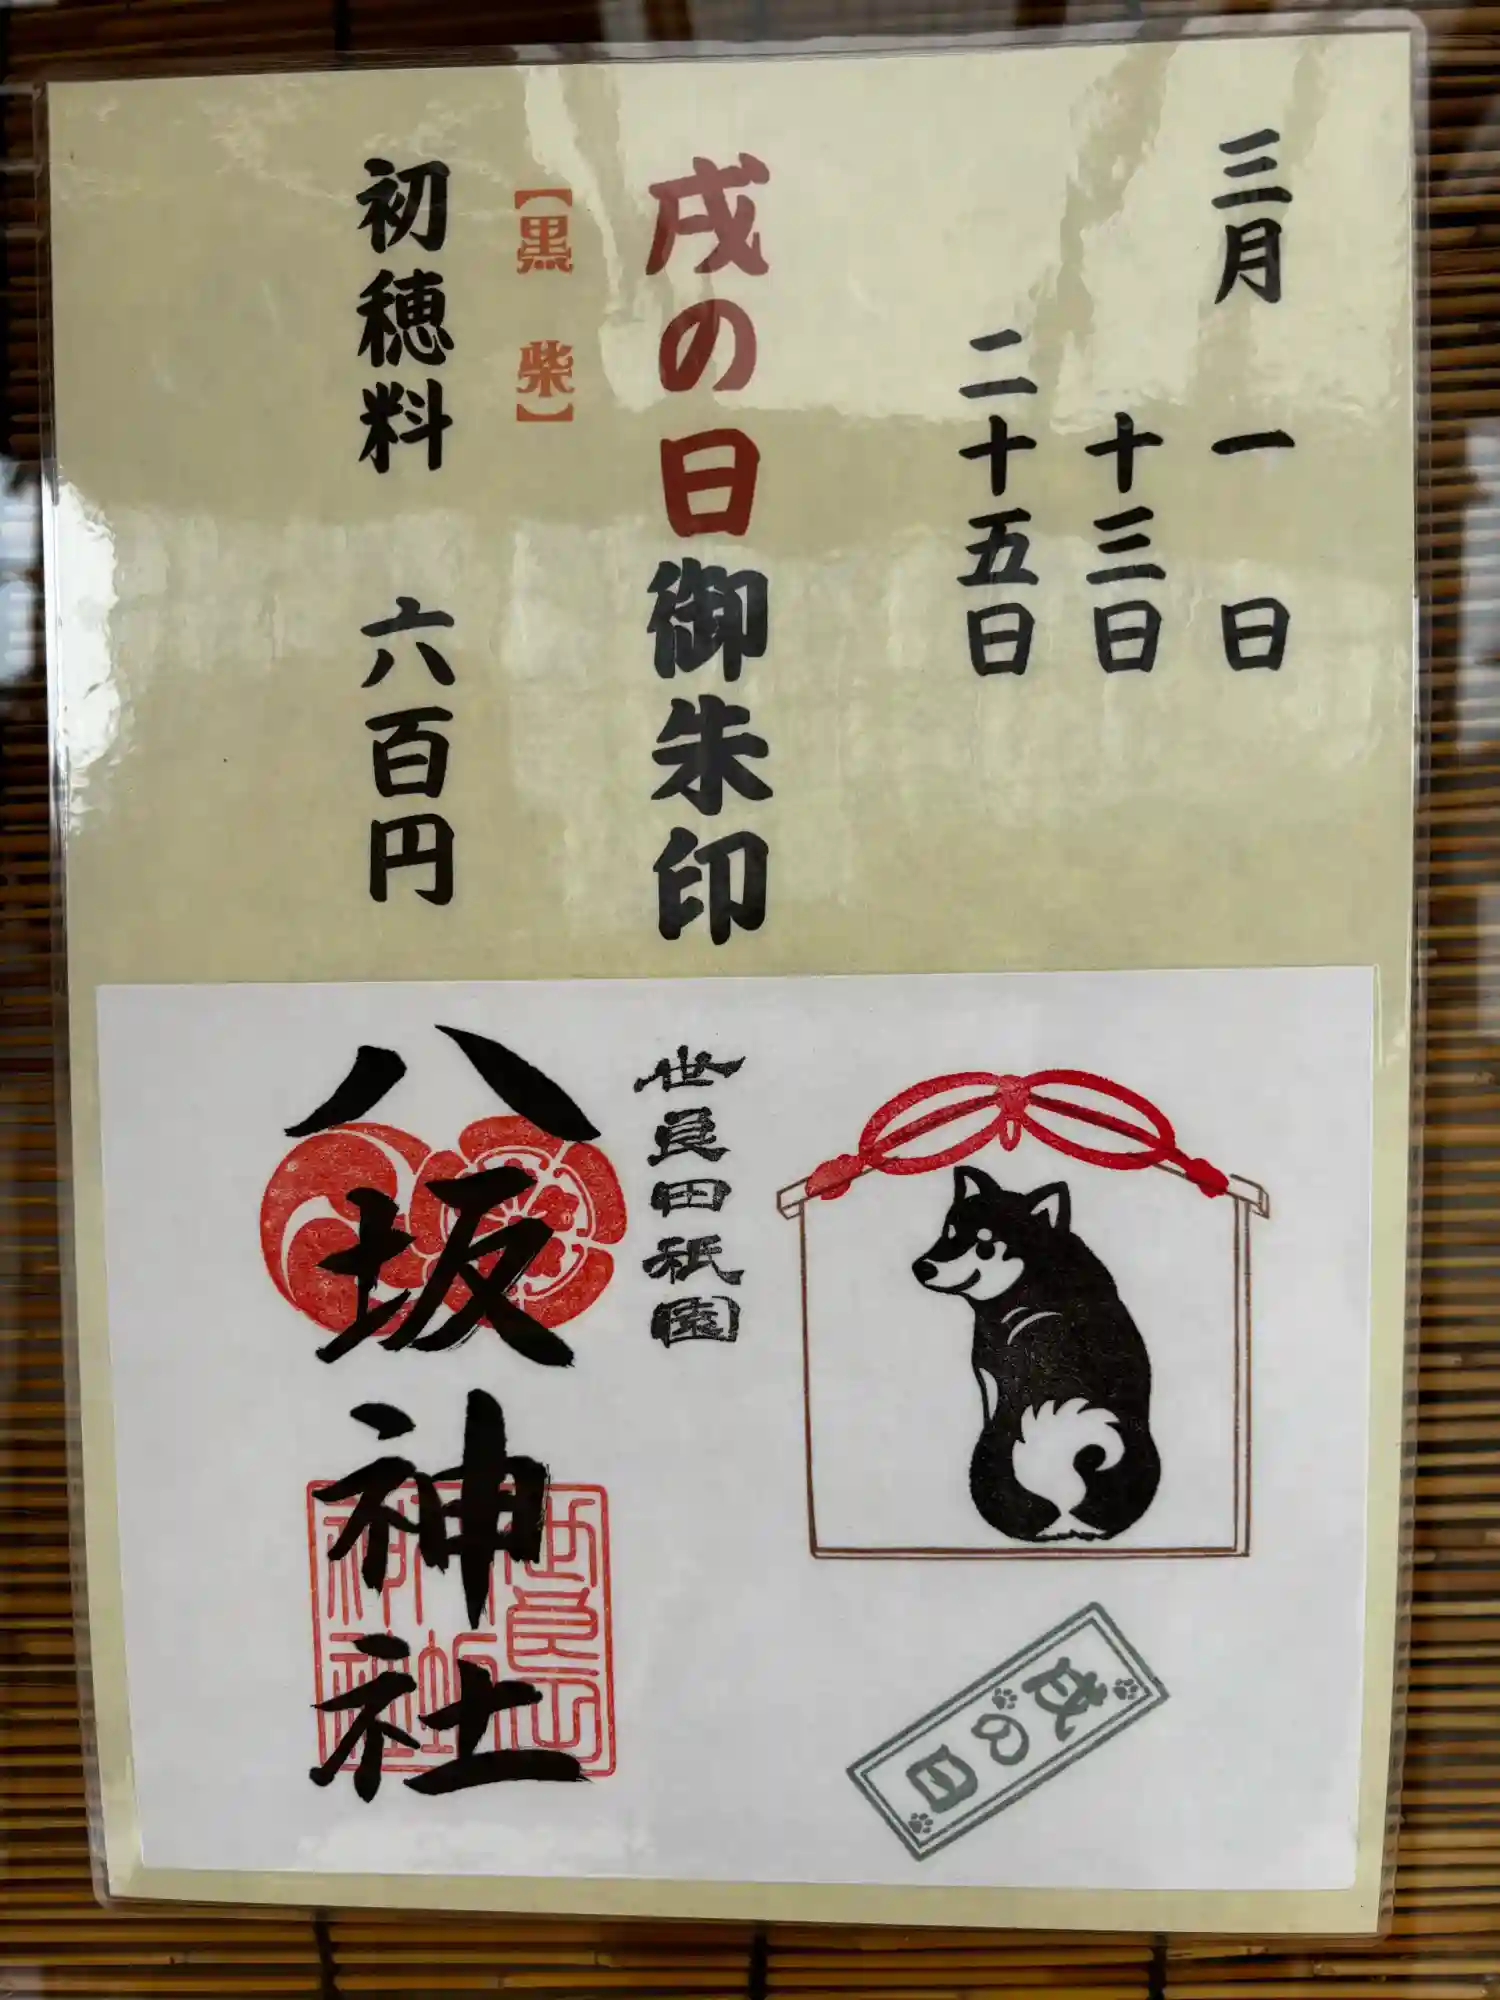 三月 一 日
十三日
二十五日
戌の日御朱印
【黒 柴】
初穂料 六百円
世良田祇園
八坂神社
戌の日